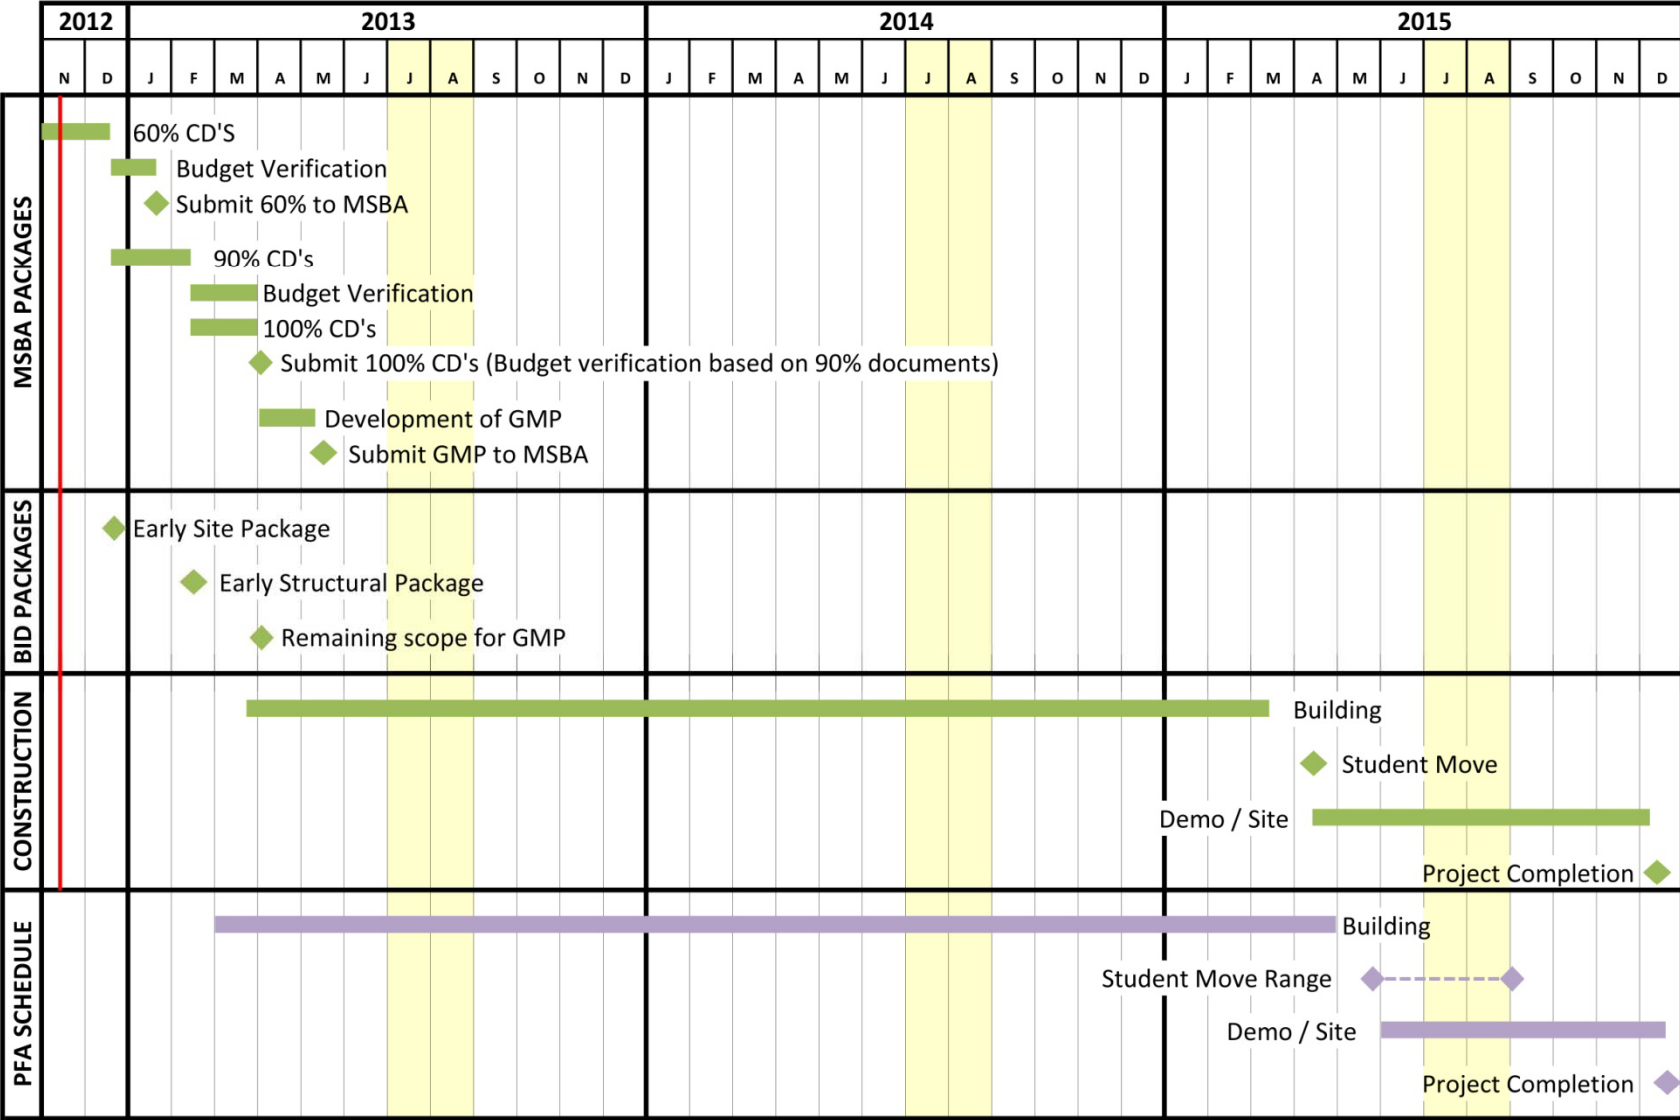 2012 2013 2014 2015
N D J F M A M J J A S O N D J F M A M J J A S O N D J F M A M J J A S O N D
MSBA PACKAGES
60% CD'S
Budget Verification
Submit 60% to MSBA
90% CD's
Budget Verification
100% CD's
Submit 100% CD's (Budget verification based on 90% documents)
Development of GMP
Submit GMP to MSBA
BID PACKAGES
Early Site Package
Early Structural Package
Remaining scope for GMP
CONSTRUCTION
Building
Student Move
Demo / Site
Project Completion
PFA SCHEDULE
Building
Student Move Range
Demo / Site
Project Completion